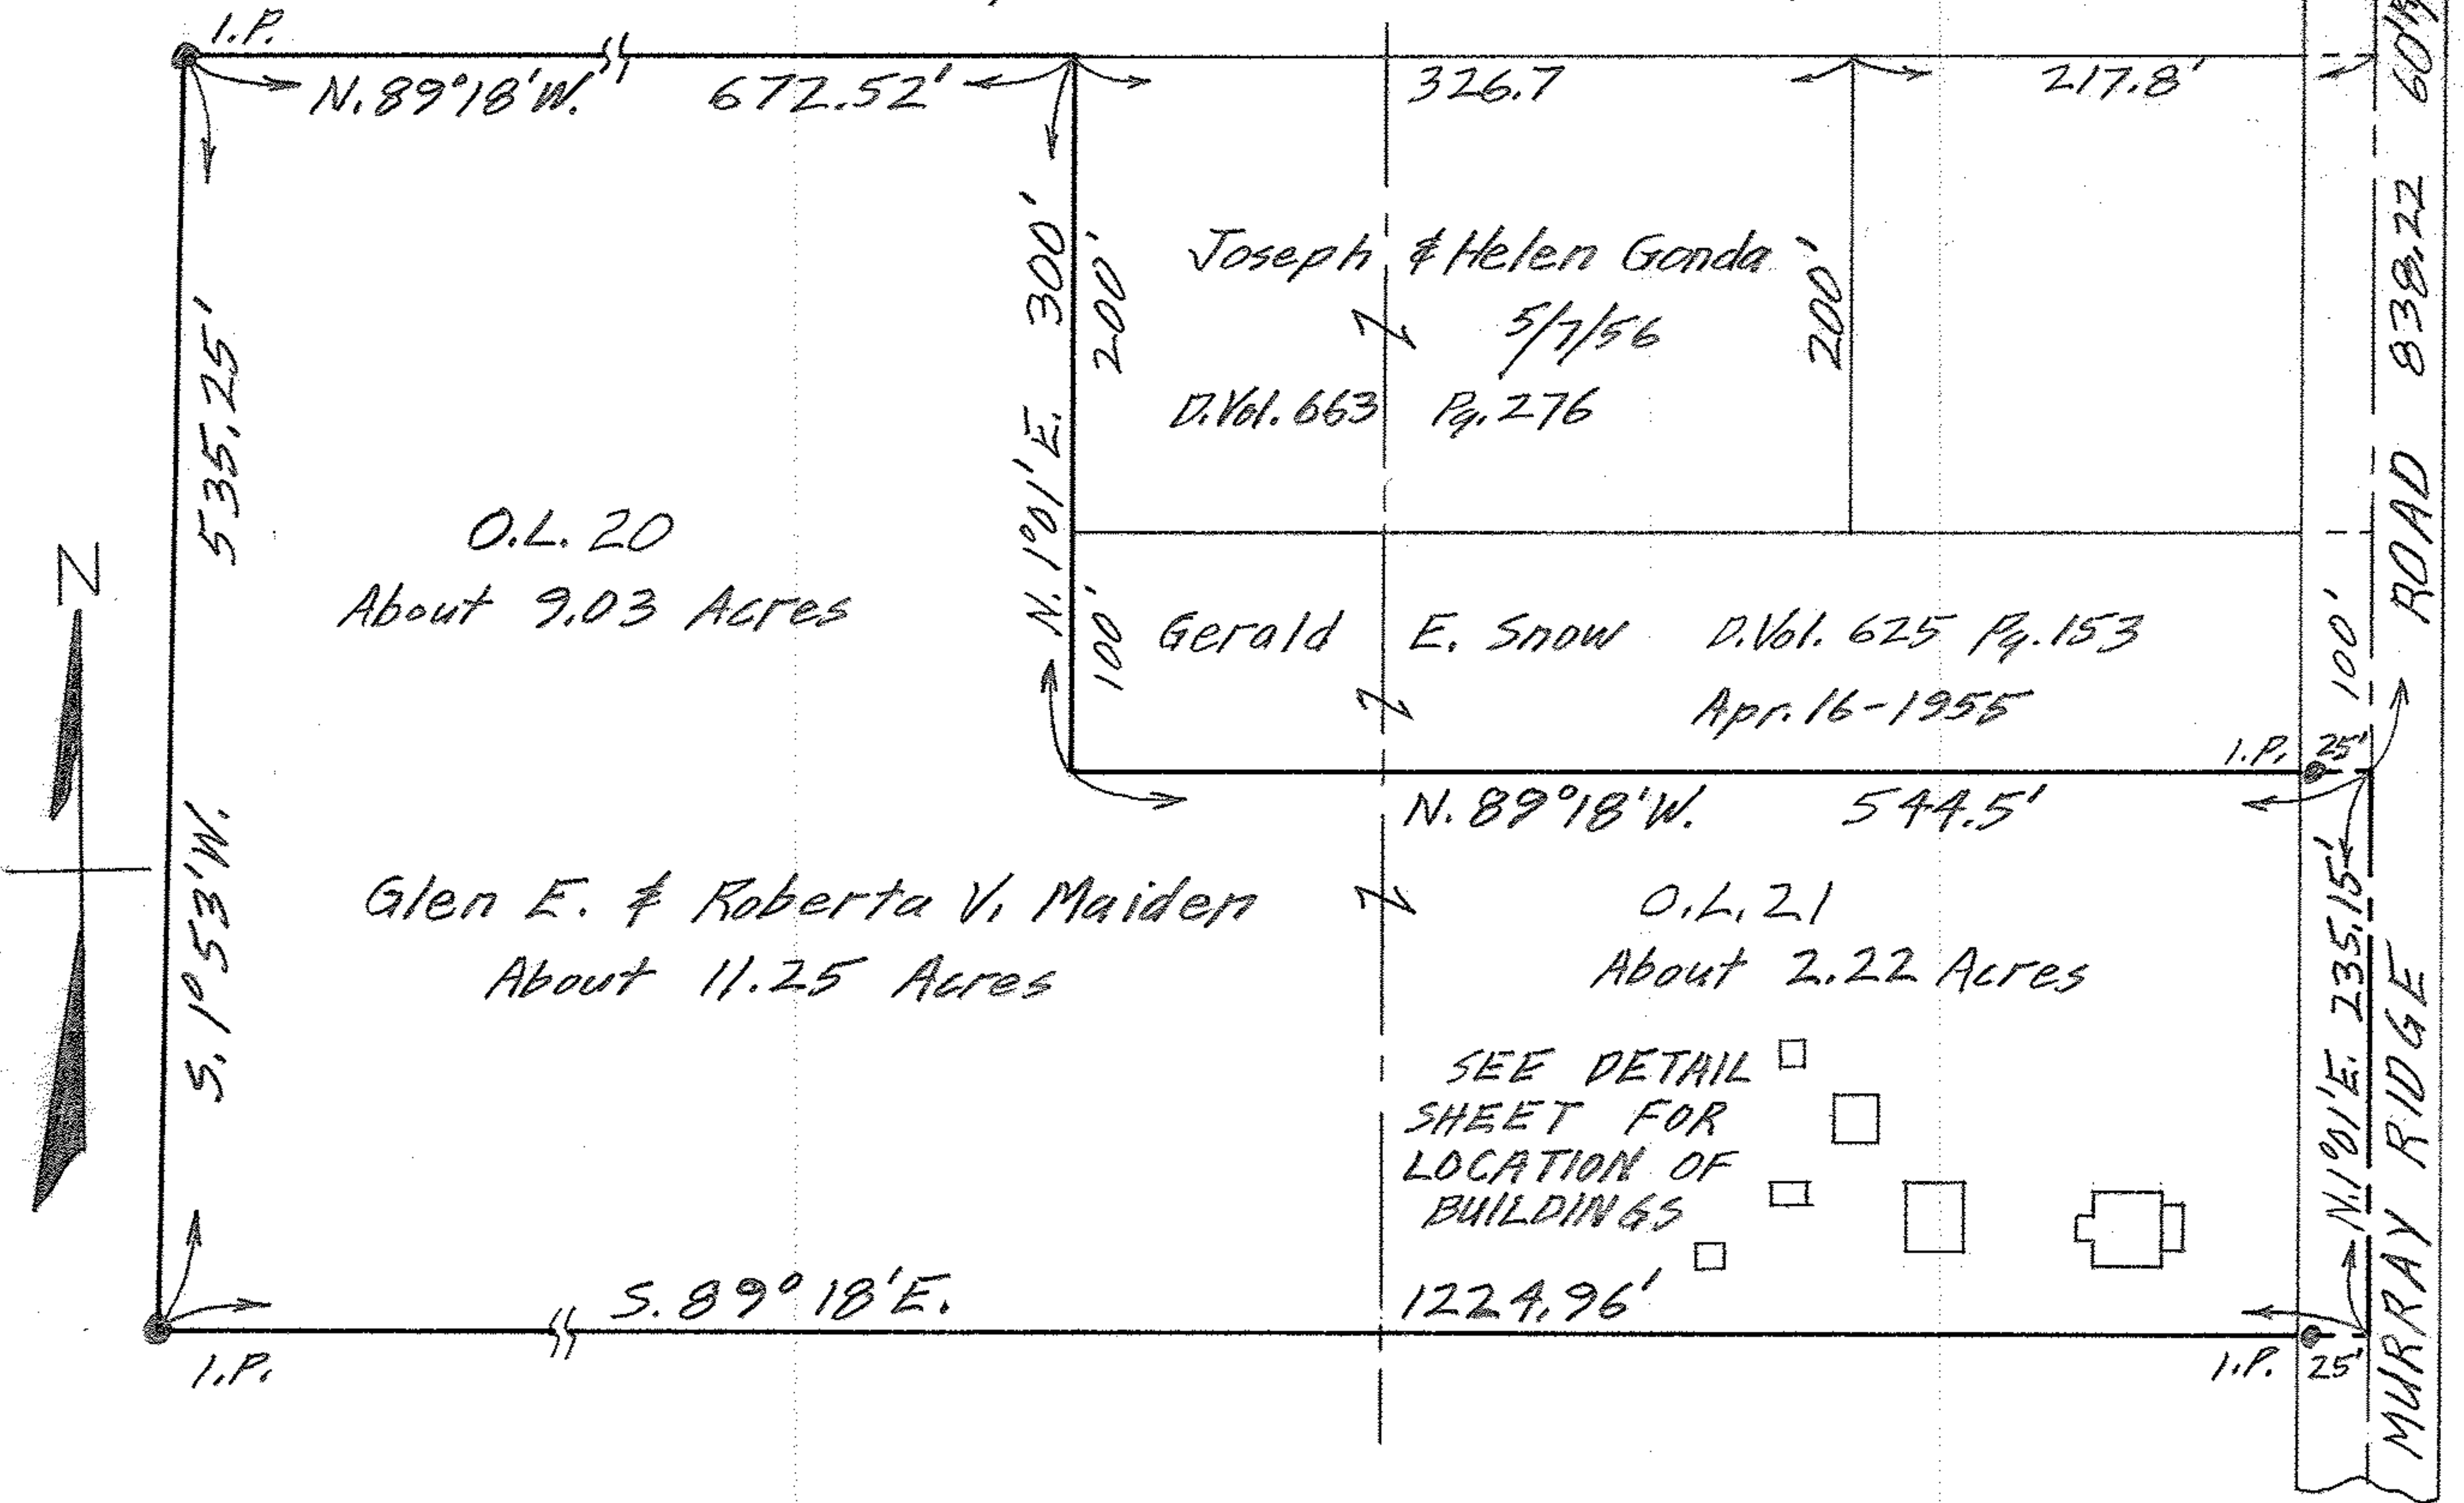 I.P.
N. 89°18'W. 672.52'
326.7
217.8'
838.22
535.25'
S. 1°53'W.
N. 1°01'E. 300'
200'
Joseph & Helen Gonda
5/7/56
D.Vol. 663 Pg. 276
200'
O.L. 20
About 9.03 Acres
N
100'
Gerald E. Snow D.Vol. 625 Pg. 153
Apr. 16-1955
100'
I.P. 25'
N. 89°18'W. 544.5'
Glen E. & Roberta V. Maiden
About 11.25 Acres
O.L. 21
About 2.22 Acres
N. 1°01'E. 235.15'
MURRAY RIDGE ROAD
SEE DETAIL
SHEET FOR
LOCATION OF
BUILDINGS
S. 89° 18'E. 1224.96'
I.P.
I.P. 25'